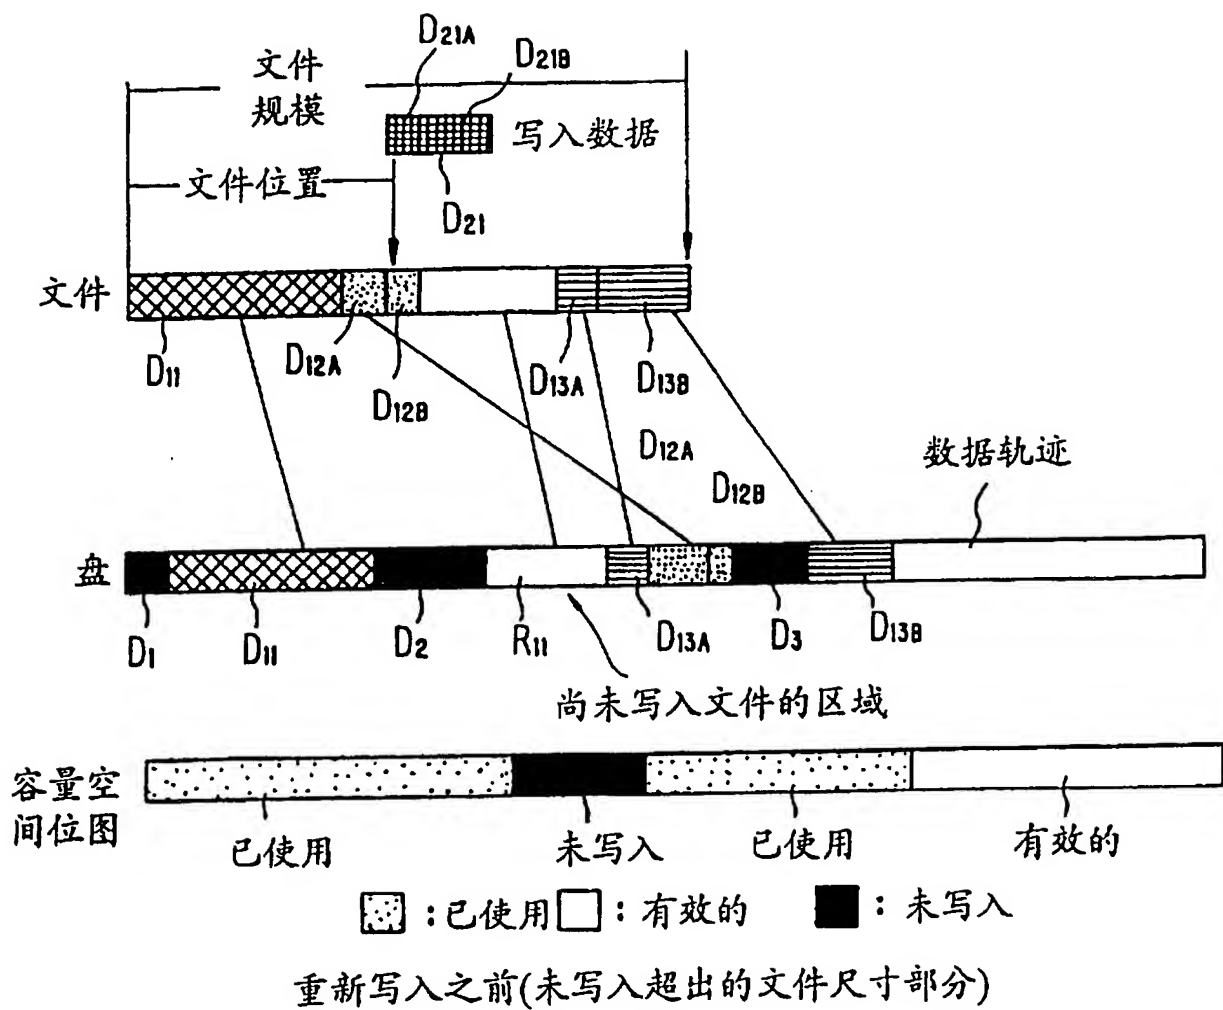 D21A
D21B
文件
规模
写入数据
文件位置
D21
文件
D11
D12A
D12B
D13A
D13B
D12A
D12B
数据轨迹
盘
D1
D11
D2
R11
D13A
D3
D13B
尚未写入文件的区域
容量空
间位图
已使用
未写入
已使用
有效的
:已使用
:有效的
:未写入
重新写入之前(未写入超出的文件尺寸部分)